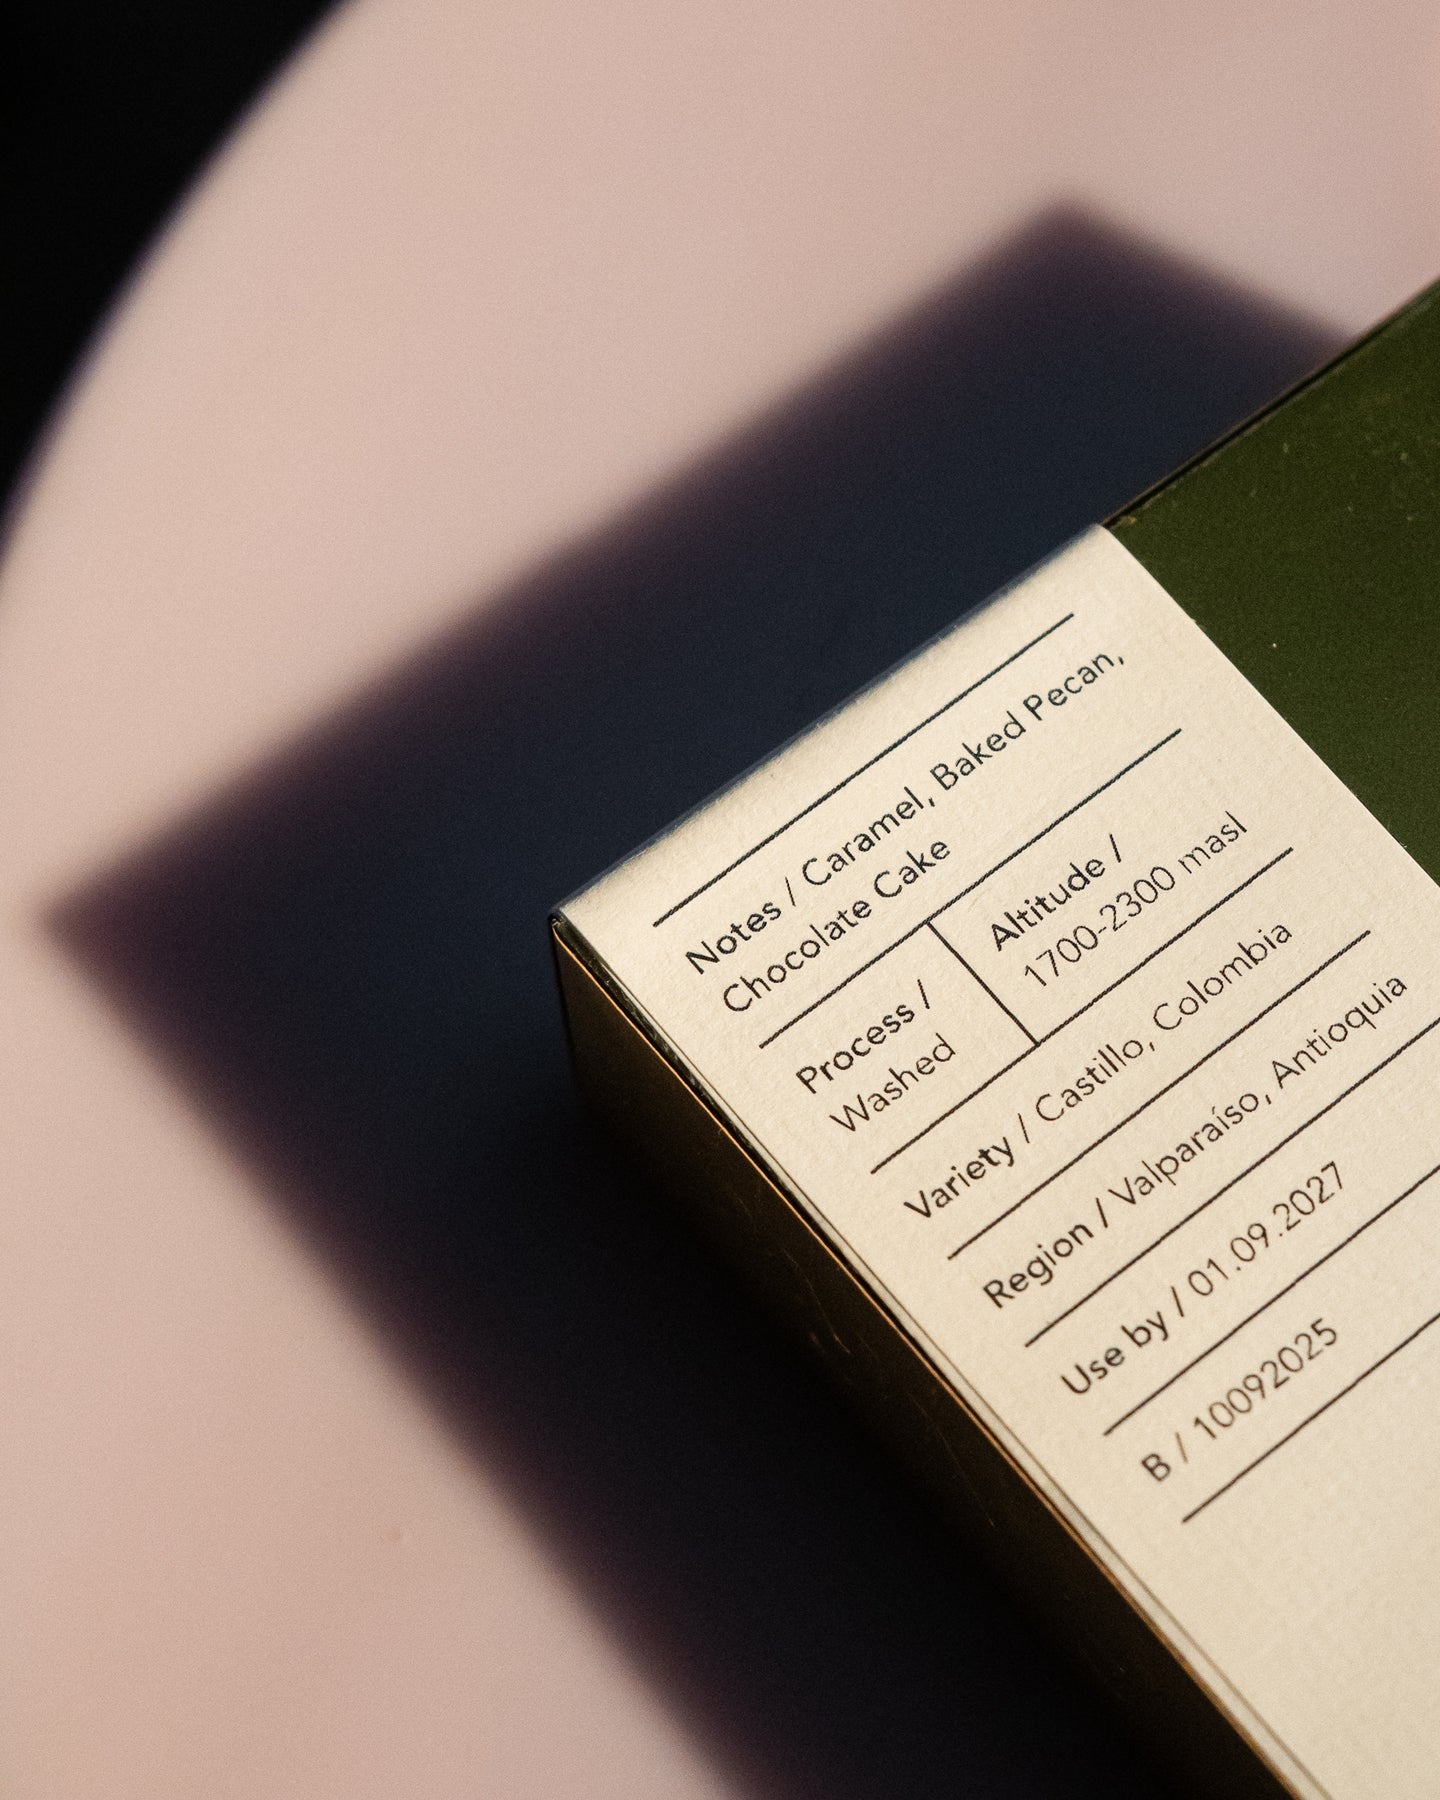 Notes / Caramel, Baked Pecan,
Chocolate Cake
Process /
Washed
Altitude /
1700-2300 masl
Variety / Castillo, Colombia
Region / Valparaíso, Antioquia
Use by / 01.09.2027
B / 10092025